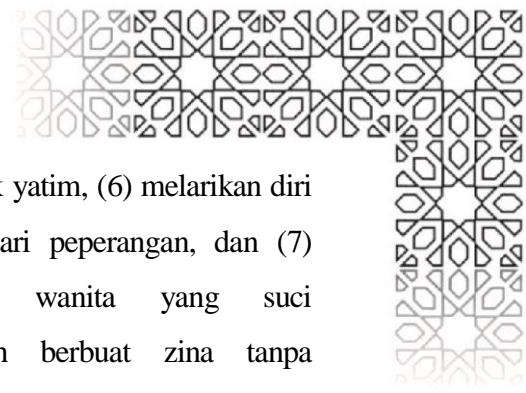 yatim, (6) melarikan diri
ari peperangan, dan (7)
wanita yang suci
berbuat zina tanpa